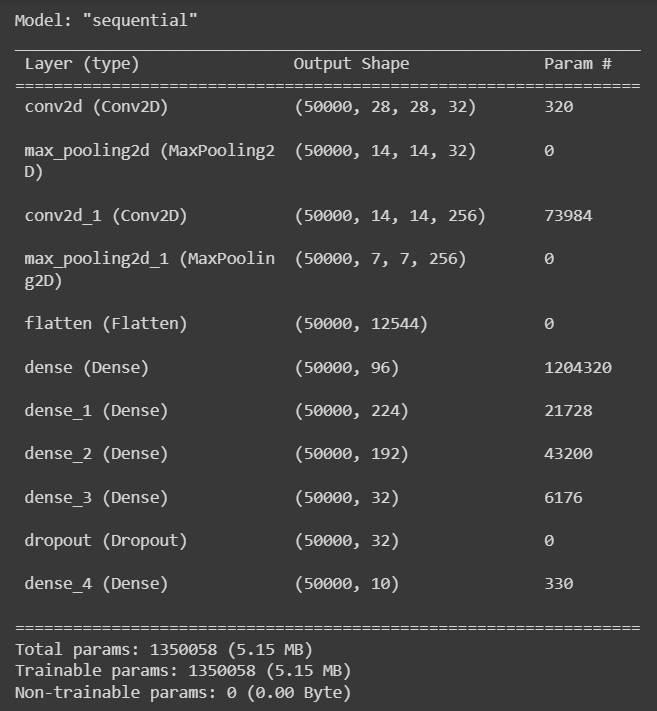 Model: "sequential"
_________________________________________________________________
Layer (type) Output Shape Param #
=================================================================
conv2d (Conv2D) (50000, 28, 28, 32) 320
max_pooling2d (MaxPooling2 (50000, 14, 14, 32) 0
D)
conv2d_1 (Conv2D) (50000, 14, 14, 256) 73984
max_pooling2d_1 (MaxPoolin (50000, 7, 7, 256) 0
g2D)
flatten (Flatten) (50000, 12544) 0
dense (Dense) (50000, 96) 1204320
dense_1 (Dense) (50000, 224) 21728
dense_2 (Dense) (50000, 192) 43200
dense_3 (Dense) (50000, 32) 6176
dropout (Dropout) (50000, 32) 0
dense_4 (Dense) (50000, 10) 330
=================================================================
Total params: 1350058 (5.15 MB)
Trainable params: 1350058 (5.15 MB)
Non-trainable params: 0 (0.00 Byte)